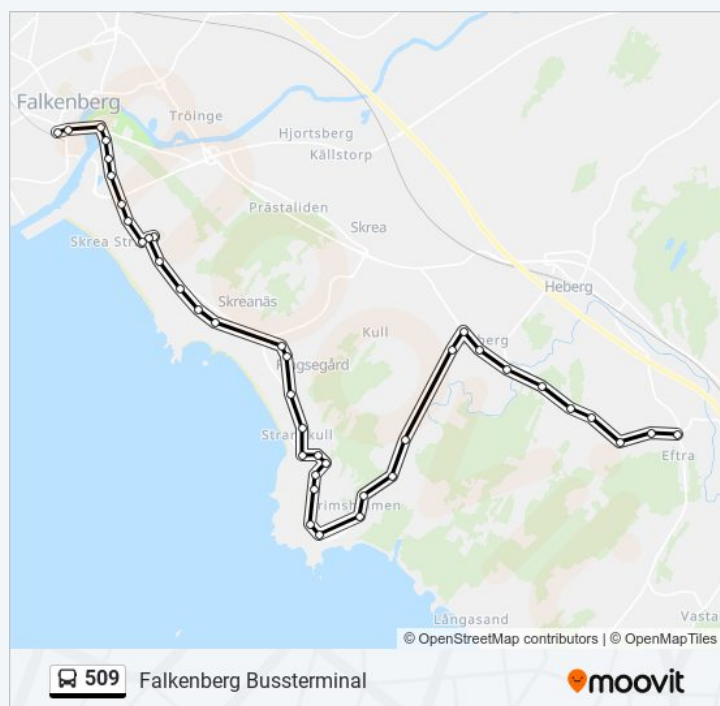 Falkenberg
Tröinge
Hjortsberg
Källstorp
Prästaliden
Skrea
Skrea
Heberg
Skreanäs
Kull
Långasand
Eftra
Vasta
© OpenStreetMap contributors | © OpenMapTiles
509 Falkenberg Bussterminal
moovit